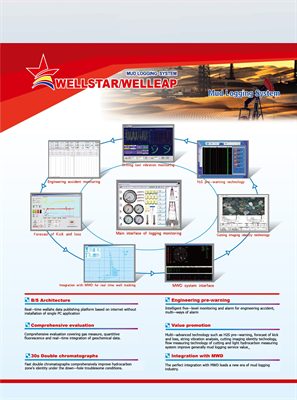 MUD LOGGING SYSTEM
WELLSTAR/WELLEAP
Mud Logging System
Drilling tool vibration monitoring
Engineering accident monitoring
H2S pre-warning technology
Forecast of Kick and loss
Main interface of logging monitoring
Cutting imaging identity technology
Integration with MWD for real time well tracking
MWD system interface
B/S Architecture
Real-time wellsite data publishing platform based on internet without
installation of single PC application
Comprehensive evaluation
Comprehensive evaluation covering gas measure, quantitative
fluorescence and real-time integration of geochemical data.
30s Double chromatographs
Fast double chromatographs comprehensively improve hydrocarbon
zone's identity under the down-hole troublesome conditions.
Engineering pre-warning
Intelligent five-level monitoring and alarm for engineering accident,
multi-ways of alarm
Value promotion
Multi-advanced technology such as H2S pre-warning, forecast of kick
and loss, string vibration analysis, cutting imaging identity technology,
flow measuring technology of cutting and light hydrocarbon measuring
system improve generally mud logging service value.
Integration with MWD
The perfect integration with MWD leads a new era of mud logging
industry.